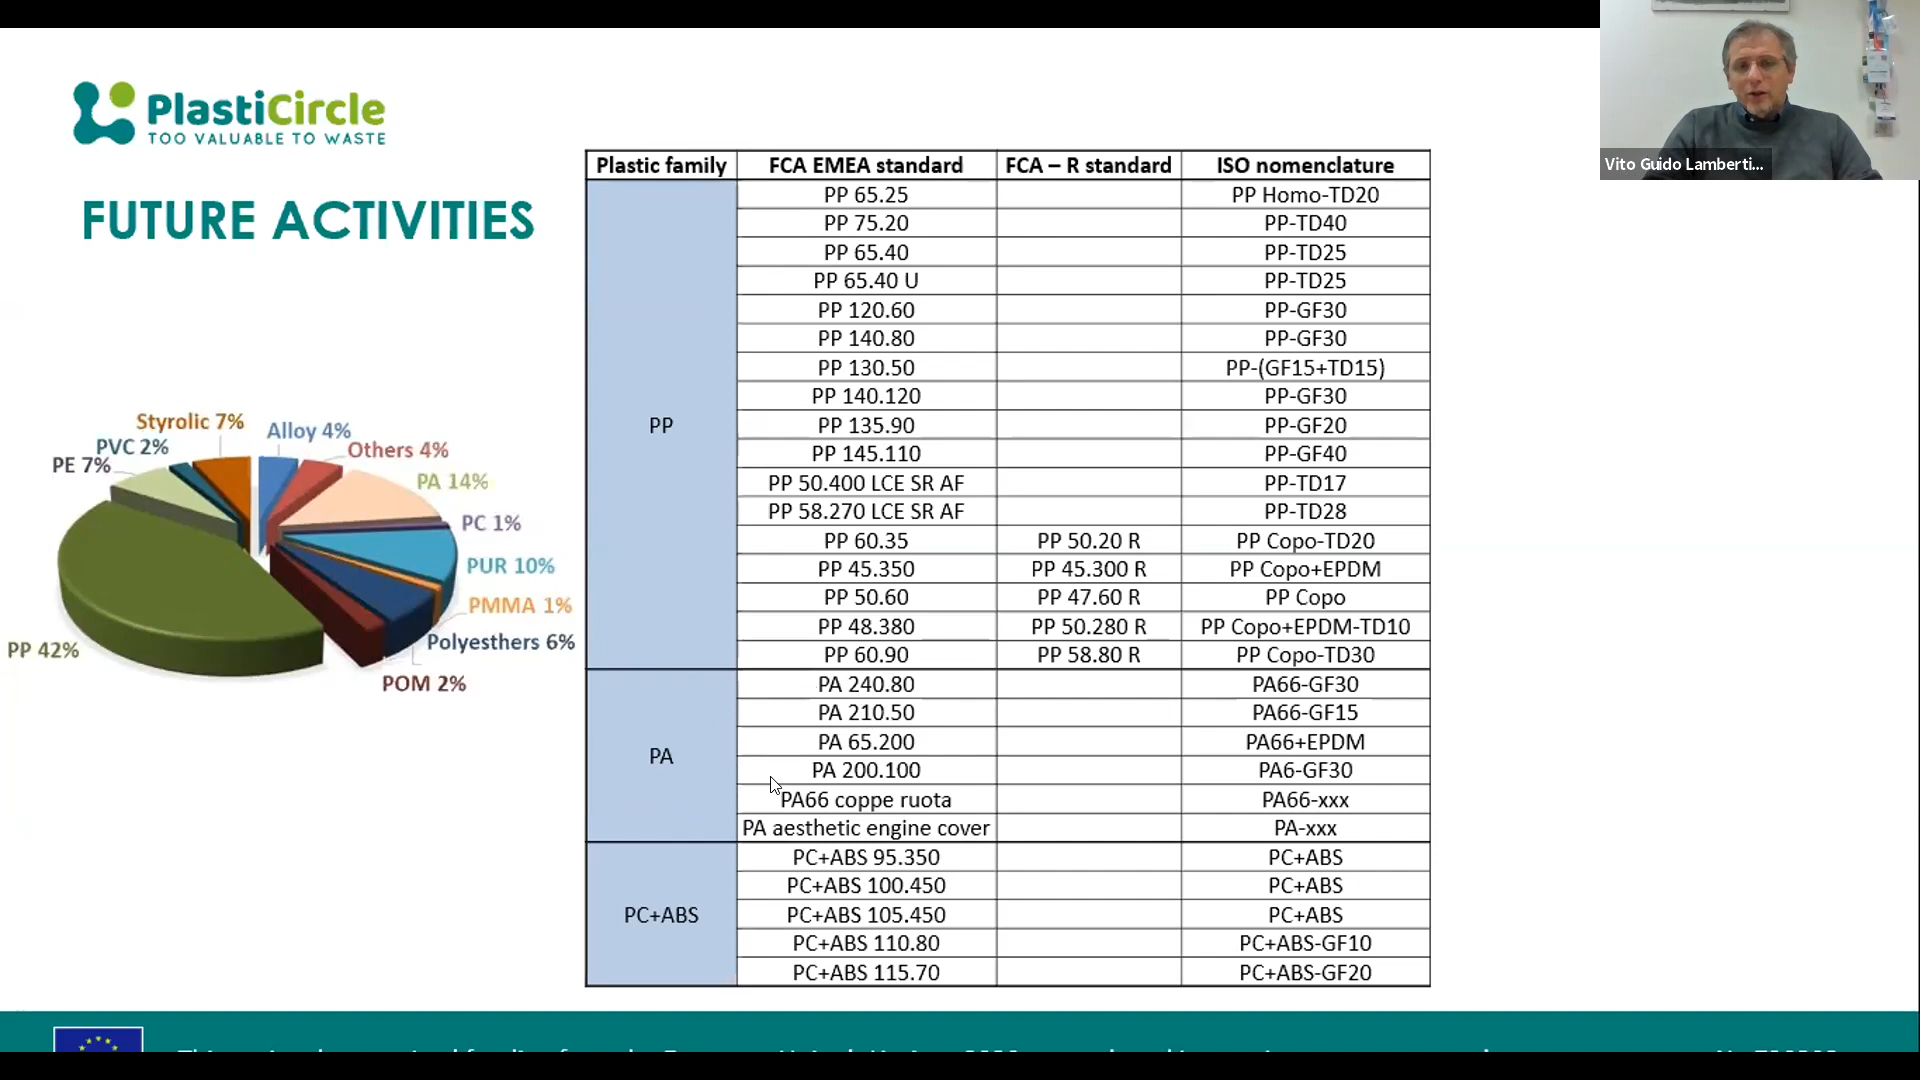 PlastiCircle
TOO VALUABLE TO WASTE
FUTURE ACTIVITIES
Styrolic 7%
Alloy 4%
PVC 2%
Others 4%
PE 7%
PA 14%
PC 1%
PUR 10%
PMMA 1%
Polyesthers 6%
PP 42%
POM 2%
Plastic family FCA EMEA standard FCA – R standard ISO nomenclature
PP
PP 65.25 PP Homo-TD20
PP 75.20 PP-TD40
PP 65.40 PP-TD25
PP 65.40 U PP-TD25
PP 120.60 PP-GF30
PP 140.80 PP-GF30
PP 130.50 PP-(GF15+TD15)
PP 140.120 PP-GF30
PP 135.90 PP-GF20
PP 145.110 PP-GF40
PP 50.400 LCE SR AF PP-TD17
PP 58.270 LCE SR AF PP-TD28
PP 60.35 PP 50.20 R PP Copo-TD20
PP 45.350 PP 45.300 R PP Copo+EPDM
PP 50.60 PP 47.60 R PP Copo
PP 48.380 PP 50.280 R PP Copo+EPDM-TD10
PP 60.90 PP 58.80 R PP Copo-TD30
PA
PA 240.80 PA66-GF30
PA 210.50 PA66-GF15
PA 65.200 PA66+EPDM
PA 200.100 PA6-GF30
PA66 coppe ruota PA66-xxx
PA aesthetic engine cover PA-xxx
PC+ABS
PC+ABS 95.350 PC+ABS
PC+ABS 100.450 PC+ABS
PC+ABS 105.450 PC+ABS
PC+ABS 110.80 PC+ABS-GF10
PC+ABS 115.70 PC+ABS-GF20
Vito Guido Lamberti...